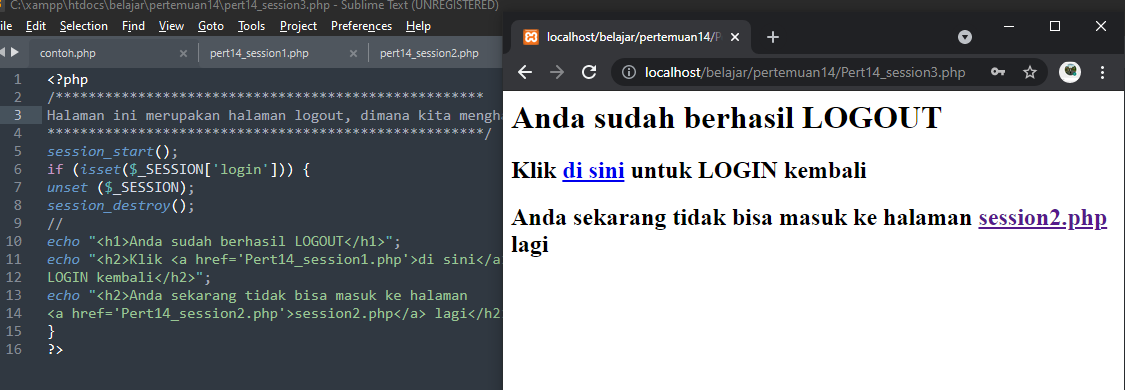 C:\xampp\htdocs\belajar\pertemuan14\pert14_session3.php - Sublime Text (UNREGISTERED)
File Edit Selection Find View Goto Tools Project Preferences Help
contoh.php × pert14_session1.php × pert14_session2.php
1 <?php
2 /***************************************************
3 Halaman ini merupakan halaman logout, dimana kita
4 ***************************************************/
5 session_start();
6 if (isset($_SESSION['login'])) {
7 unset ($_SESSION);
8 session_destroy();
9 //
10 echo "<h1>Anda sudah berhasil LOGOUT</h1>";
11 echo "<h2>Klik <a href='Pert14_session1.php'>di sini</a
12 LOGIN kembali</h2>";
13 echo "<h2>Anda sekarang tidak bisa masuk ke halaman
14 <a href='Pert14_session2.php'>session2.php</a> lagi</h2
15 }
16 ?>
localhost/belajar/pertemuan14/P ×
localhost/belajar/pertemuan14/Pert14_session3.php
Anda sudah berhasil LOGOUT
Klik di sini untuk LOGIN kembali
Anda sekarang tidak bisa masuk ke halaman session2.php
lagi